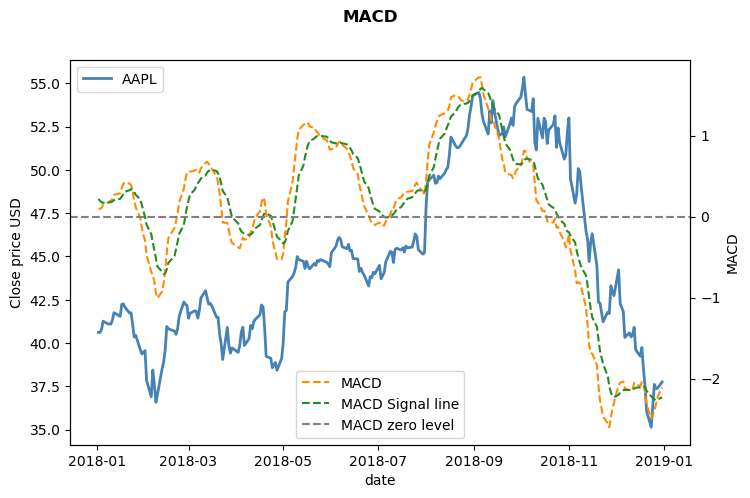 MACD
AAPL
55.0
52.5
50.0
47.5
45.0
42.5
40.0
37.5
35.0
Close price USD
1
0
−1
−2
MACD
MACD
MACD Signal line
MACD zero level
2018-01 2018-03 2018-05 2018-07 2018-09 2018-11 2019-01
date